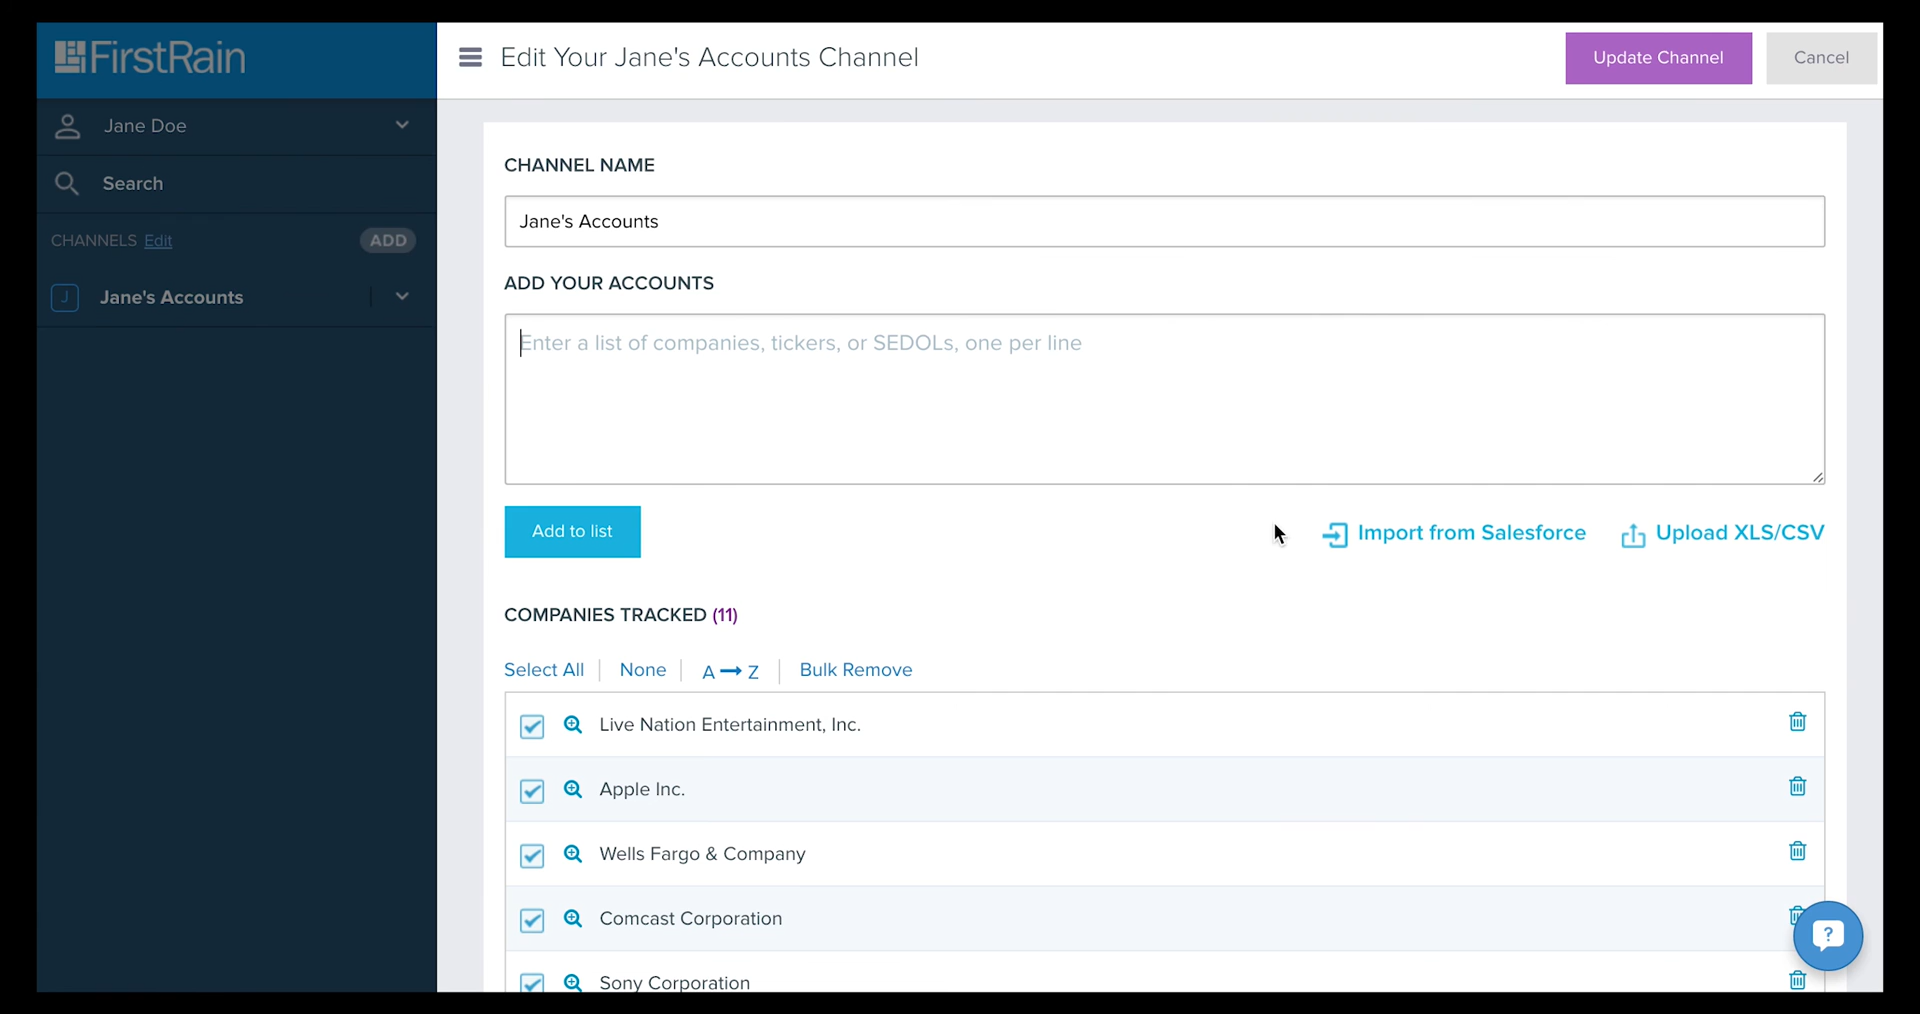 FirstRain
Edit Your Jane's Accounts Channel
Update Channel
Cancel
Jane Doe
Search
CHANNELS Edit
ADD
J
Jane's Accounts
CHANNEL NAME
Jane's Accounts
ADD YOUR ACCOUNTS
Enter a list of companies, tickers, or SEDOLs, one per line
Add to list
Import from Salesforce
Upload XLS/CSV
COMPANIES TRACKED (11)
Select All
None
A → Z
Bulk Remove
Live Nation Entertainment, Inc.
Apple Inc.
Wells Fargo & Company
Comcast Corporation
?
Sony Corporation